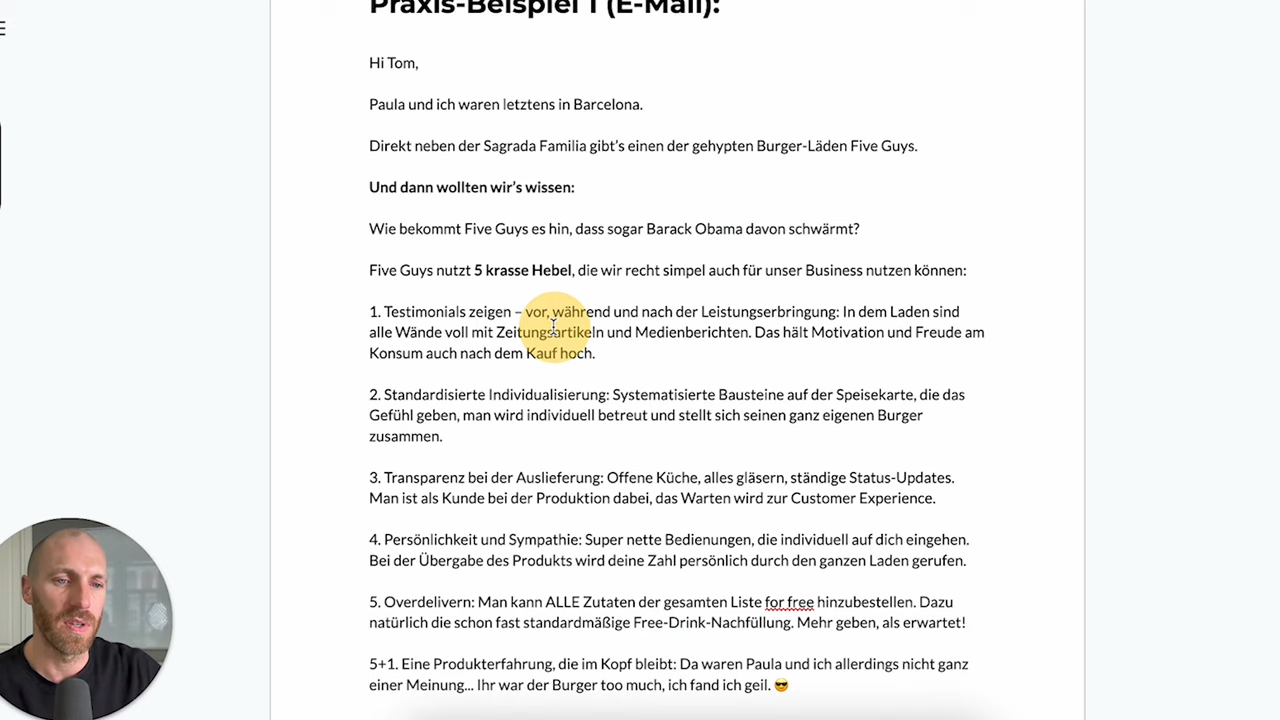 Praxis-Beispiel 1 (E-Mail):
Hi Tom,
Paula und ich waren letztens in Barcelona.
Direkt neben der Sagrada Familia gibt's einen der gehypten Burger-Läden Five Guys.
Und dann wollten wir's wissen:
Wie bekommt Five Guys es hin, dass sogar Barack Obama davon schwärmt?
Five Guys nutzt 5 krasse Hebel, die wir recht simpel auch für unser Business nutzen können:
1. Testimonials zeigen – vor, während und nach der Leistungserbringung: In dem Laden sind
alle Wände voll mit Zeitungsartikeln und Medienberichten. Das hält Motivation und Freude am
Konsum auch nach dem Kauf hoch.
2. Standardisierte Individualisierung: Systematisierte Bausteine auf der Speisekarte, die das
Gefühl geben, man wird individuell betreut und stellt sich seinen ganz eigenen Burger
zusammen.
3. Transparenz bei der Auslieferung: Offene Küche, alles gläsern, ständige Status-Updates.
Man ist als Kunde bei der Produktion dabei, das Warten wird zur Customer Experience.
4. Persönlichkeit und Sympathie: Super nette Bedienungen, die individuell auf dich eingehen.
Bei der Übergabe des Produkts wird deine Zahl persönlich durch den ganzen Laden gerufen.
5. Overdelivern: Man kann ALLE Zutaten der gesamten Liste for free hinzubestellen. Dazu
natürlich die schon fast standardmäßige Free-Drink-Nachfüllung. Mehr geben, als erwartet!
5+1. Eine Produkterfahrung, die im Kopf bleibt: Da waren Paula und ich allerdings nicht ganz
einer Meinung... Ihr war der Burger too much, ich fand ich geil. 😎